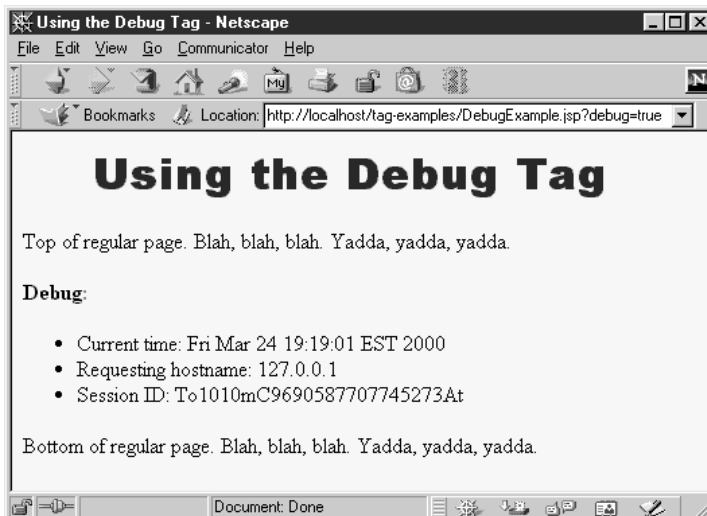 Using the Debug Tag - Netscape
File Edit View Go Communicator Help
My
N
Bookmarks Location: http://localhost/tag-examples/DebugExample.jsp?debug=true
Using the Debug Tag
Top of regular page. Blah, blah, blah. Yadda, yadda, yadda.
Debug:
• Current time: Fri Mar 24 19:19:01 EST 2000
• Requesting hostname: 127.0.0.1
• Session ID: To1010mC9690587707745273At
Bottom of regular page. Blah, blah, blah. Yadda, yadda, yadda.
Document: Done